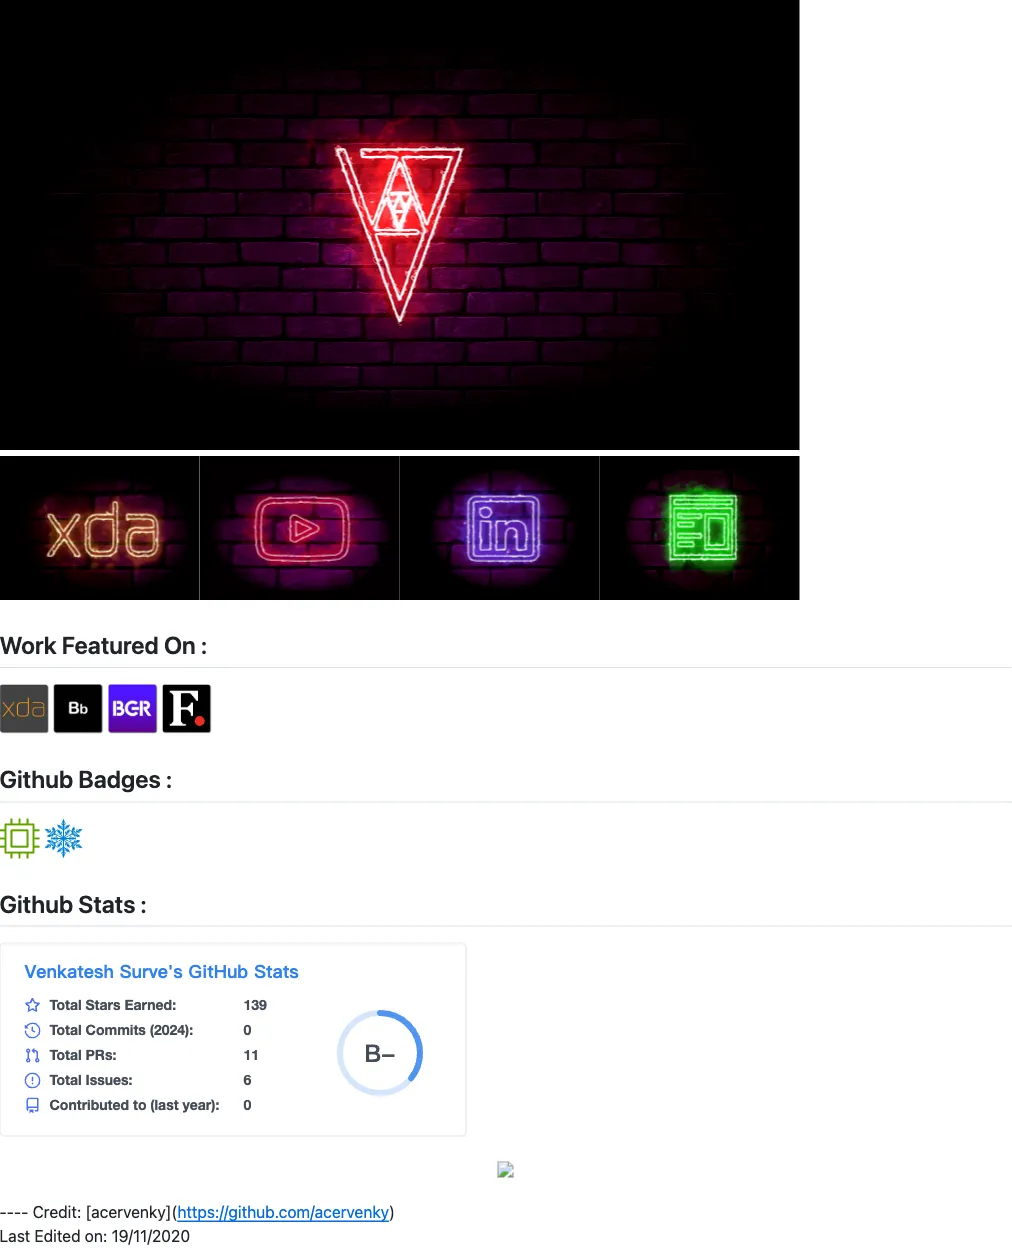 xda
in
Work Featured On :
xda Bb BGR F.
Github Badges :
Github Stats :
Venkatesh Surve's GitHub Stats
Total Stars Earned: 139
Total Commits (2024): 0
Total PRs: 11
Total Issues: 6
Contributed to (last year): 0
B-
---- Credit: [acervenky](https://github.com/acervenky)
Last Edited on: 19/11/2020